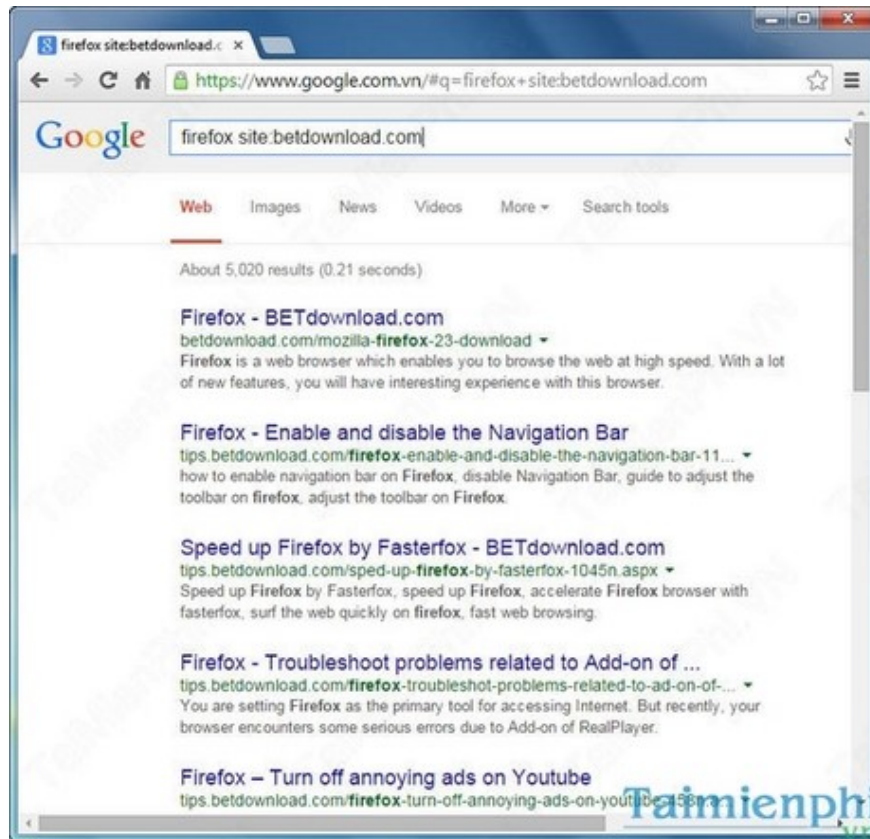 firefox site:betdownload.c
https://www.google.com.vn/#q=firefox+site:betdownload.com
Google
firefox site:betdownload.com
Web Images News Videos More Search tools
About 5,020 results (0.21 seconds)
Firefox - BETdownload.com
betdownload.com/mozilla-firefox-23-download
Firefox is a web browser which enables you to browse the web at high speed. With a lot
of new features, you will have interesting experience with this browser.
Firefox - Enable and disable the Navigation Bar
tips.betdownload.com/firefox-enable-and-disable-the-navigation-bar-11...
how to enable navigation bar on Firefox, disable Navigation Bar, guide to adjust the
toolbar on firefox, adjust the toolbar on Firefox.
Speed up Firefox by Fasterfox - BETdownload.com
tips.betdownload.com/sped-up-firefox-by-fasterfox-1045n.aspx
Speed up Firefox by Fasterfox, speed up Firefox, accelerate Firefox browser with
fasterfox, surf the web quickly on firefox, fast web browsing.
Firefox - Troubleshoot problems related to Add-on of ...
tips.betdownload.com/firefox-troubleshot-problems-related-to-ad-on-of-...
You are setting Firefox as the primary tool for accessing Internet. But recently, your
browser encounters some serious errors due to Add-on of RealPlayer.
Firefox – Turn off annoying ads on Youtube
tips.betdownload.com/firefox-turn-off-annoying-ads-on-youtube-458n.a...
Taimienphi
.vn